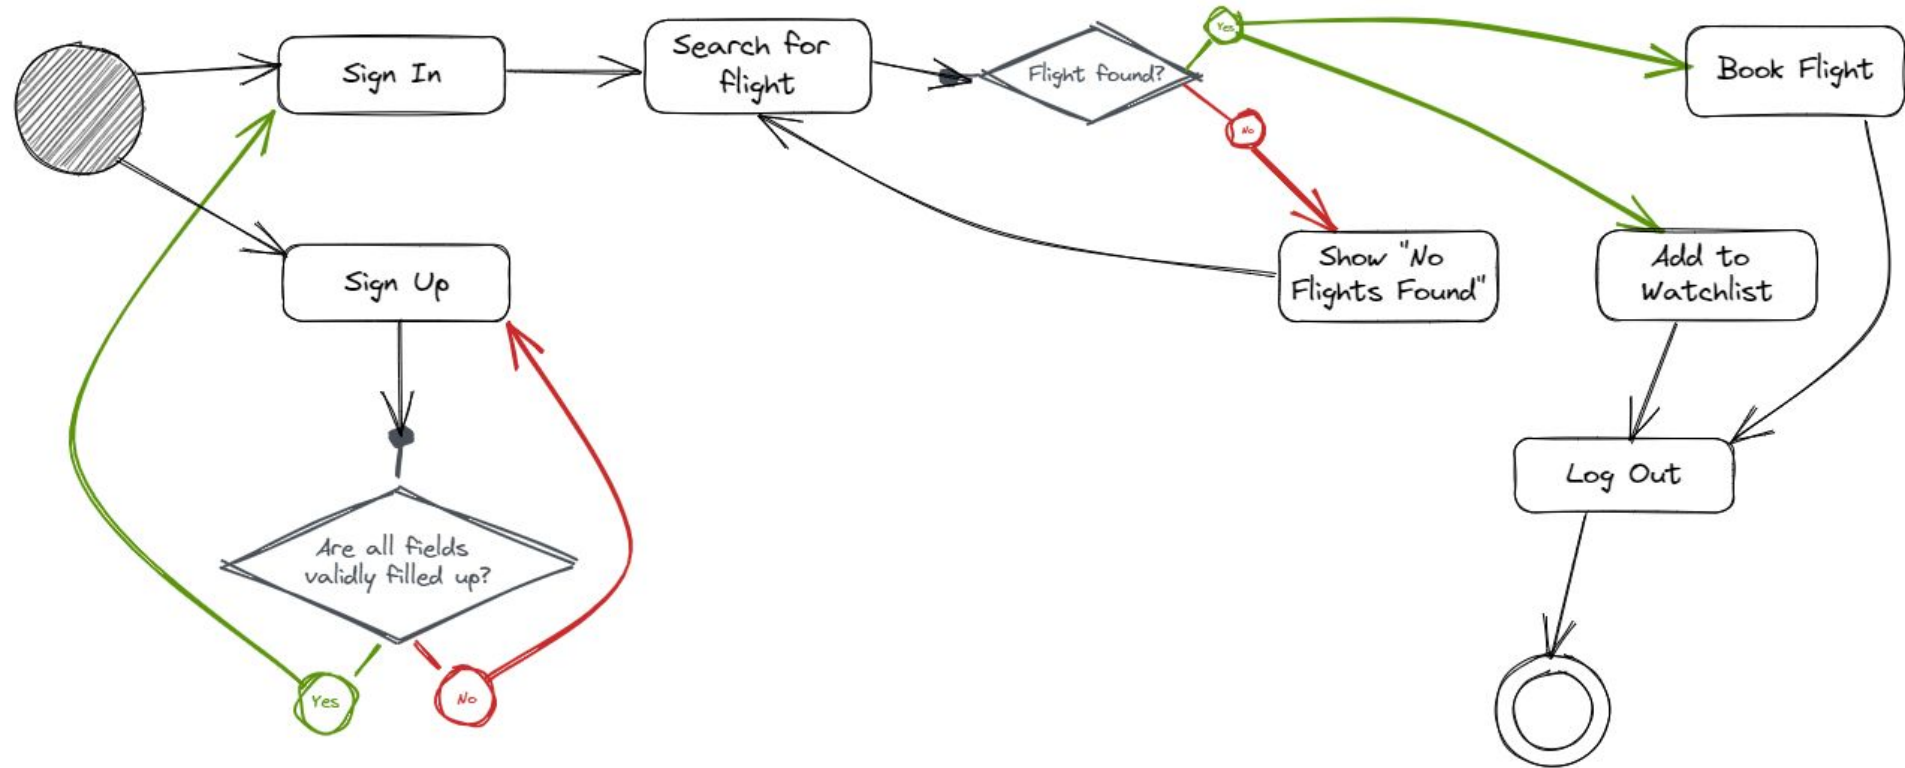 Sign In
Search for
flight
Flight found?
Yes
No
Book Flight
Sign Up
Show "No
Flights Found"
Add to
Watchlist
Log Out
Are all fields
validly filled up?
Yes
No